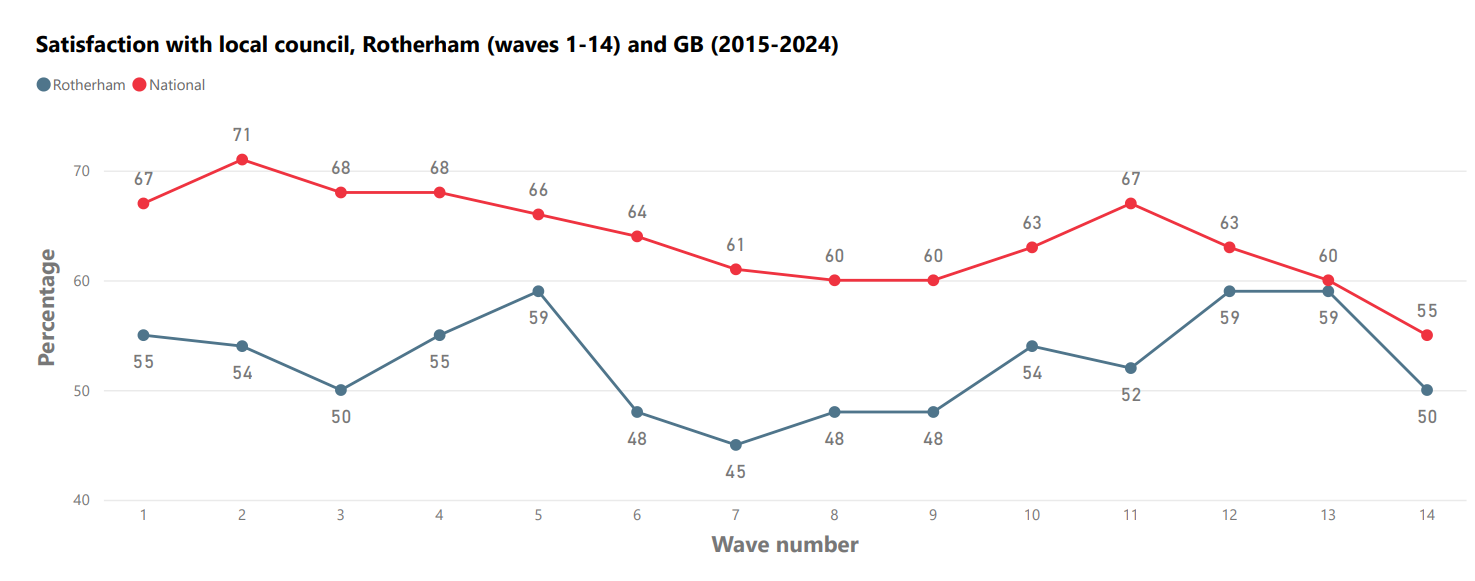 Satisfaction with local council, Rotherham (waves 1-14) and GB (2015-2024)
Rotherham National
71
70
67 68 68 66 64 61 60 60 63 67 63 60 55
Percentage
60
55 54 50 55 59 48 45 48 48 54 52 59 59 50
50
40
1 2 3 4 5 6 7 8 9 10 11 12 13 14
Wave number